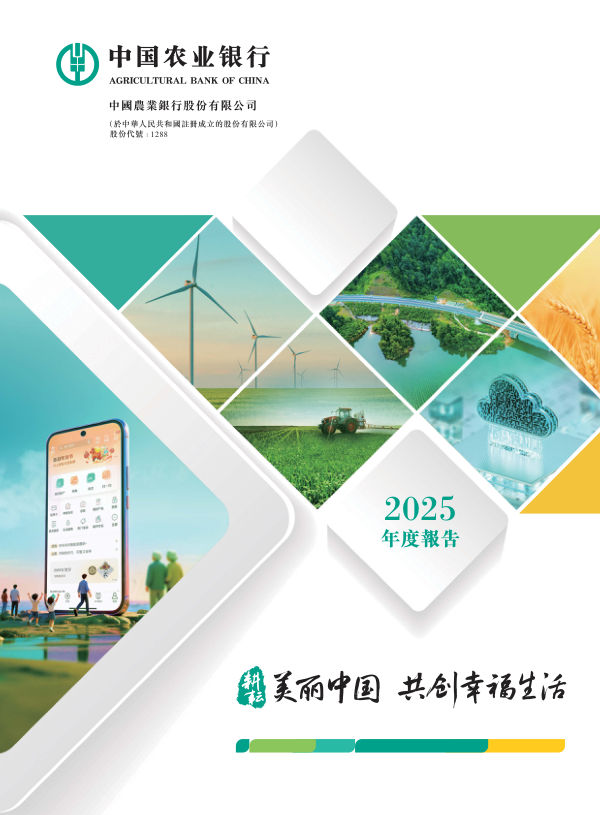 中国农业银行
AGRICULTURAL BANK OF CHINA
中國農業銀行股份有限公司
(於中華人民共和國註冊成立的股份有限公司)
股份代號：1288
2025
年度報告
耕耘
美丽中国 共创幸福生活